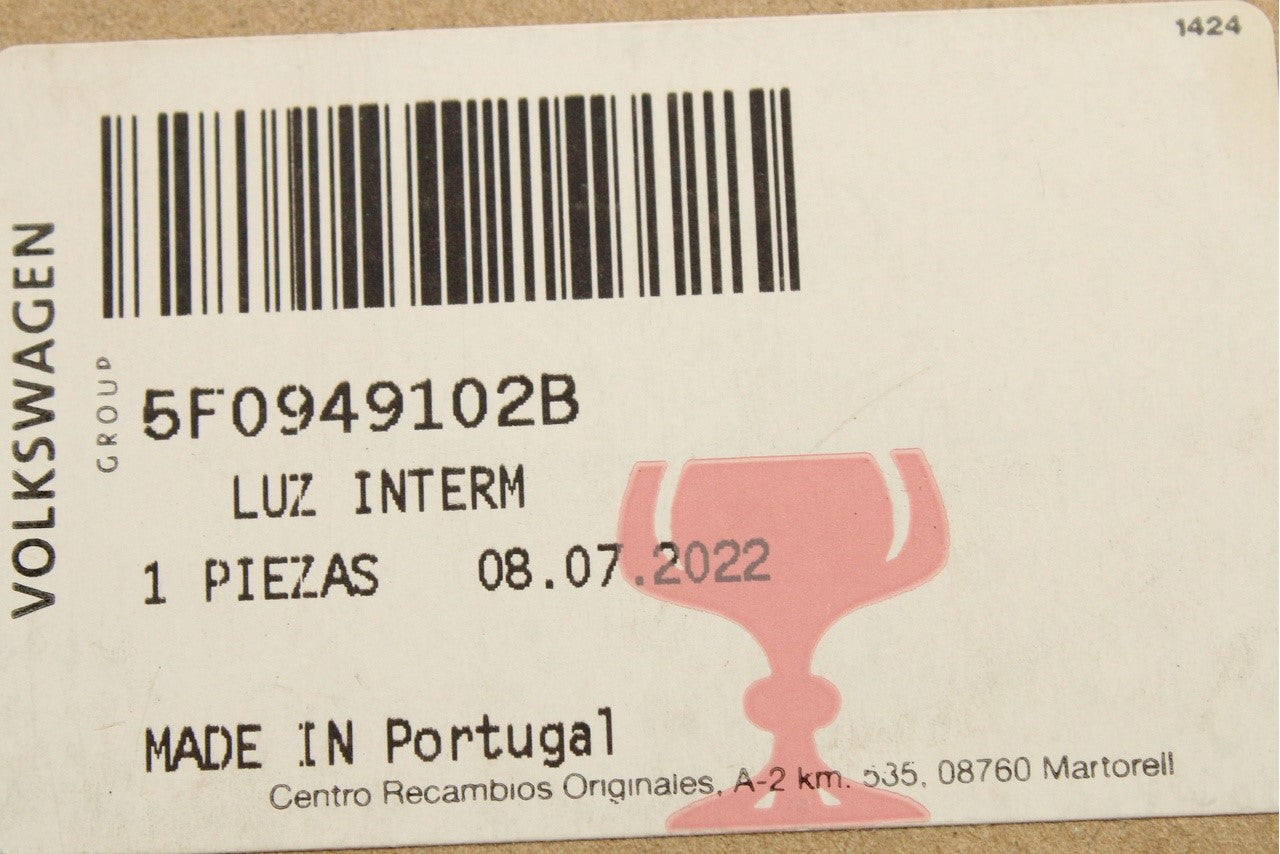 1424
VOLKSWAGEN
GROUP
5F0949102B
LUZ INTERM
1 PIEZAS 08.07.2022
MADE IN Portugal
Centro Recambios Originales, A-2 km. 535, 08760 Martorell